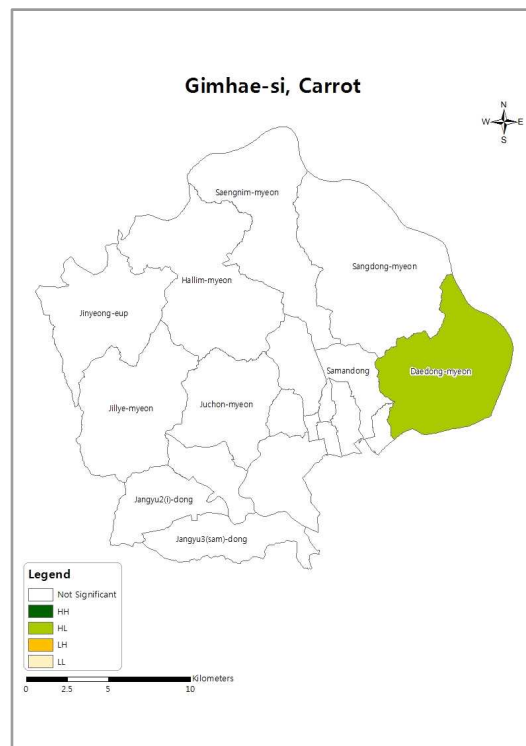 Gimhae-si, Carrot
N
W E
S
Saengnim-myeon
Sangdong-myeon
Hallim-myeon
Jinyeong-eup
Samandong
Daedong-myeon
Jillye-myeon
Juchon-myeon
Jangyu2(i)-dong
Jangyu3(sam)-dong
Legend
Not Significant
HH
HL
LH
LL
Kilometers
0 2.5 5 10